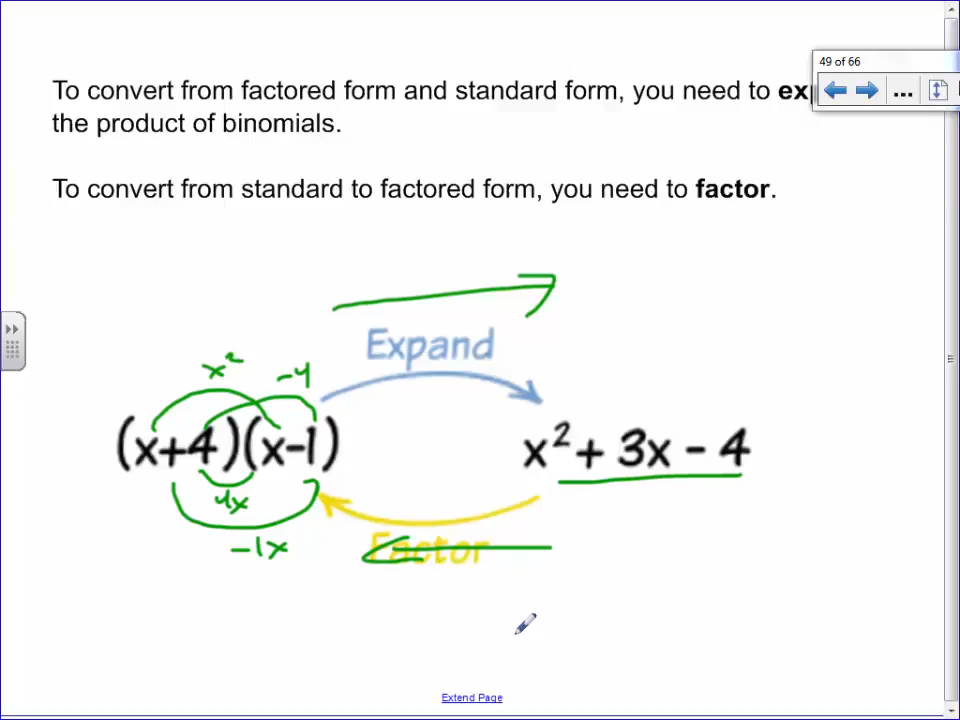 49 of 66
To convert from factored form and standard form, you need to exp
the product of binomials.
To convert from standard to factored form, you need to factor.
Expand
x² -4
(x+4)(x-1)
x² + 3x - 4
4x
-1x
Factor
Extend Page